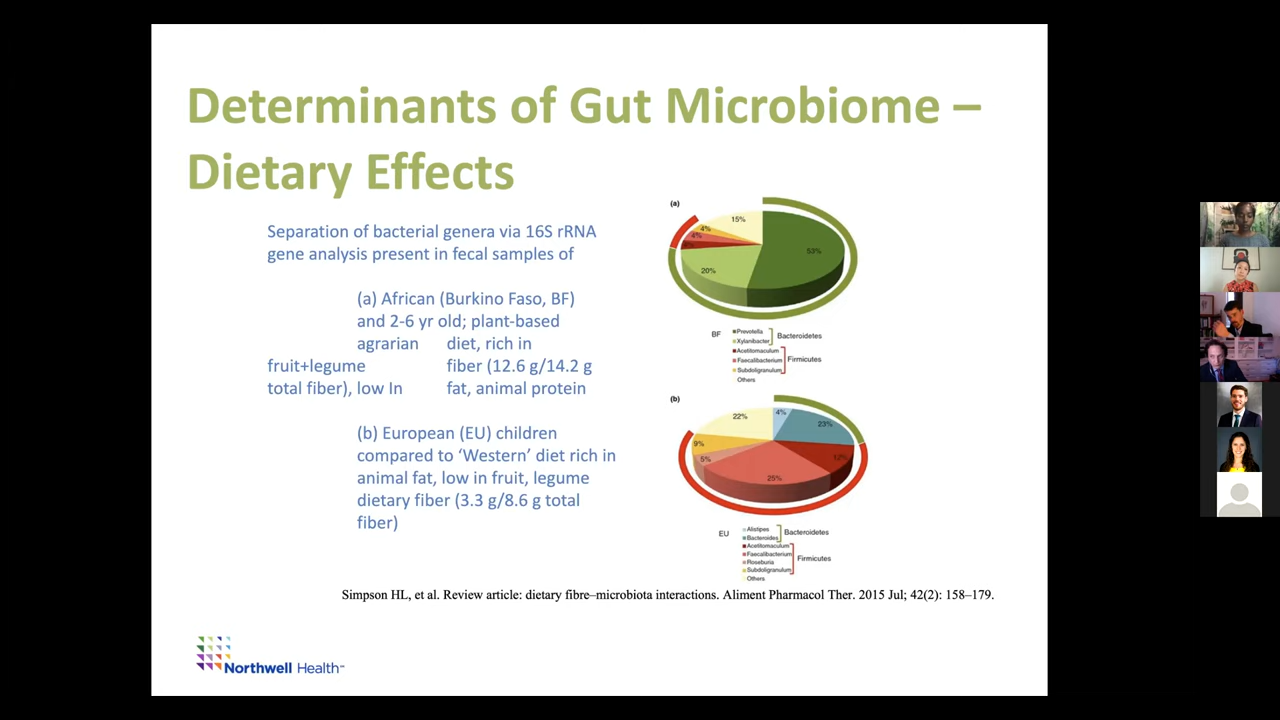 Determinants of Gut Microbiome –
Dietary Effects
Separation of bacterial genera via 16S rRNA
gene analysis present in fecal samples of
(a) African (Burkino Faso, BF)
and 2-6 yr old; plant-based
agrarian diet, rich in
fruit+legume fiber (12.6 g/14.2 g
total fiber), low In fat, animal protein
(b) European (EU) children
compared to ‘Western’ diet rich in
animal fat, low in fruit, legume
dietary fiber (3.3 g/8.6 g total
fiber)
(a)
15%
4%
4%
53%
20%
BF
Prevotella
Xylanibacter
Bacteroidetes
Acetitomaculum
Faecalibacterium
Subdoligranulum
Firmicutes
Others
(b)
22%
4%
23%
9%
12%
5%
25%
EU
Alistipes
Bacteroides
Bacteroidetes
Acetitomaculum
Faecalibacterium
Roseburia
Subdoligranulum
Firmicutes
Others
Simpson HL, et al. Review article: dietary fibre–microbiota interactions. Aliment Pharmacol Ther. 2015 Jul; 42(2): 158–179.
Northwell Health